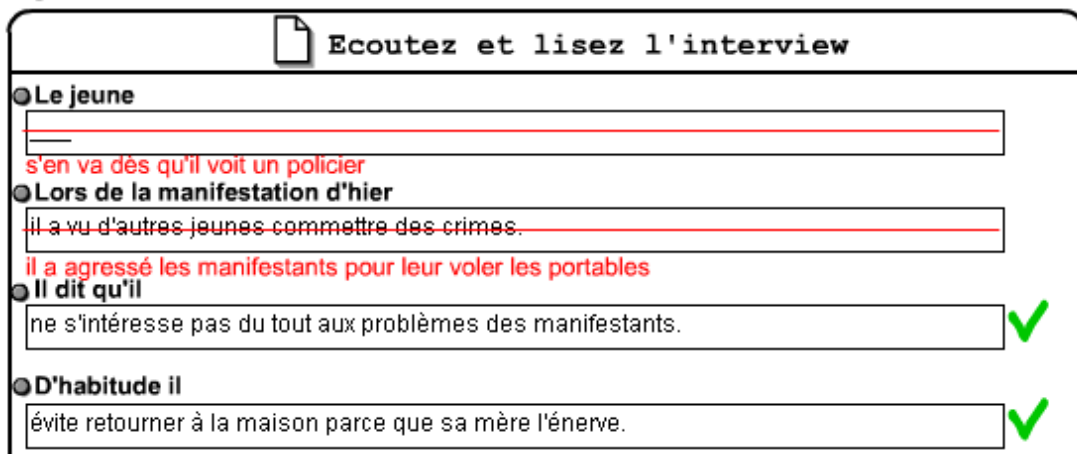 Ecoutez et lisez l'interview
Le jeune
___
s'en va dès qu'il voit un policier
Lors de la manifestation d'hier
il a vu d'autres jeunes commettre des crimes.
il a agressé les manifestants pour leur voler les portables
Il dit qu'il
ne s'intéresse pas du tout aux problèmes des manifestants.
D'habitude il
évite retourner à la maison parce que sa mère l'énerve.